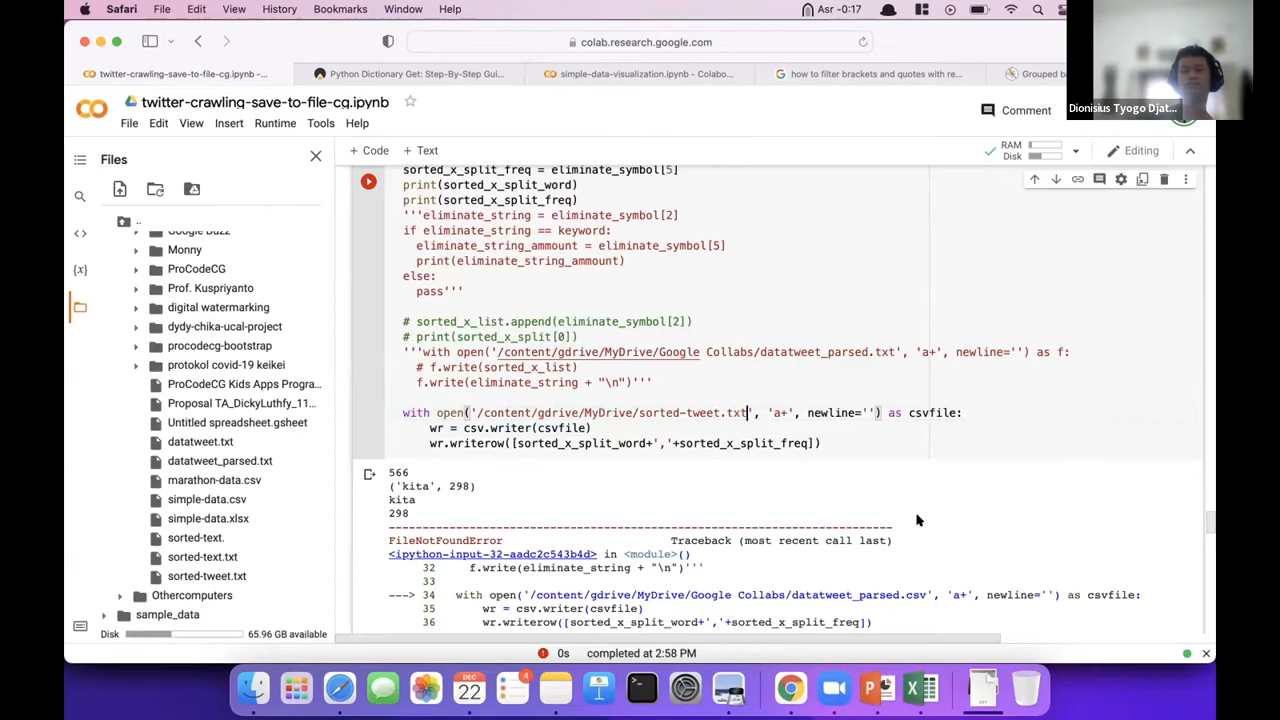 Safari File Edit View History Bookmarks Window Help Asr -0:17
colab.research.google.com
twitter-crawling-save-to-file-cg.ipynb -... Python Dictionary Get: Step-By-Step Gui... simple-data-visualization.ipynb - Colabo... how to filter brackets and quotes with re... Grouped ba
Dionisius Tyogo Djat...
CO twitter-crawling-save-to-file-cg.ipynb
File Edit View Insert Runtime Tools Help
Comment
+ Code + Text
RAM
Disk
Editing
Files
..
Google Buzz
Monny
ProCodeCG
Prof. Kuspriyanto
digital watermarking
dydy-chika-ucal-project
procodecg-bootstrap
protokol covid-19 keikei
ProCodeCG Kids Apps Progra...
Proposal TA_DickyLuthfy_11...
Untitled spreadsheet.gsheet
datatweet.txt
datatweet_parsed.txt
marathon-data.csv
simple-data.csv
simple-data.xlsx
sorted-text.
sorted-text.txt
sorted-tweet.txt
Othercomputers
sample_data
Disk 65.96 GB available
sorted_x_split_freq = eliminate_symbol[5]
print(sorted_x_split_word)
print(sorted_x_split_freq)
'''eliminate_string = eliminate_symbol[2]
if eliminate_string == keyword:
eliminate_string_ammount = eliminate_symbol[5]
print(eliminate_string_ammount)
else:
pass'''
# sorted_x_list.append(eliminate_symbol[2])
# print(sorted_x_split[0])
'''with open('/content/gdrive/MyDrive/Google Collabs/datatweet_parsed.txt', 'a+', newline='') as f:
# f.write(sorted_x_list)
f.write(eliminate_string + "\n")'''
with open('/content/gdrive/MyDrive/sorted-tweet.txt', 'a+', newline='') as csvfile:
wr = csv.writer(csvfile)
wr.writerow([sorted_x_split_word+','+sorted_x_split_freq])
566
('kita', 298)
kita
298
---------------------------------------------------------------------------
FileNotFoundError Traceback (most recent call last)
<ipython-input-32-aadc2c543b4d> in <module>()
32 f.write(eliminate_string + "\n")'''
33
---> 34 with open('/content/gdrive/MyDrive/Google Collabs/datatweet_parsed.csv', 'a+', newline='') as csvfile:
35 wr = csv.writer(csvfile)
36 wr.writerow([sorted_x_split_word+','+sorted_x_split_freq])
0s completed at 2:58 PM
4
DEC
22